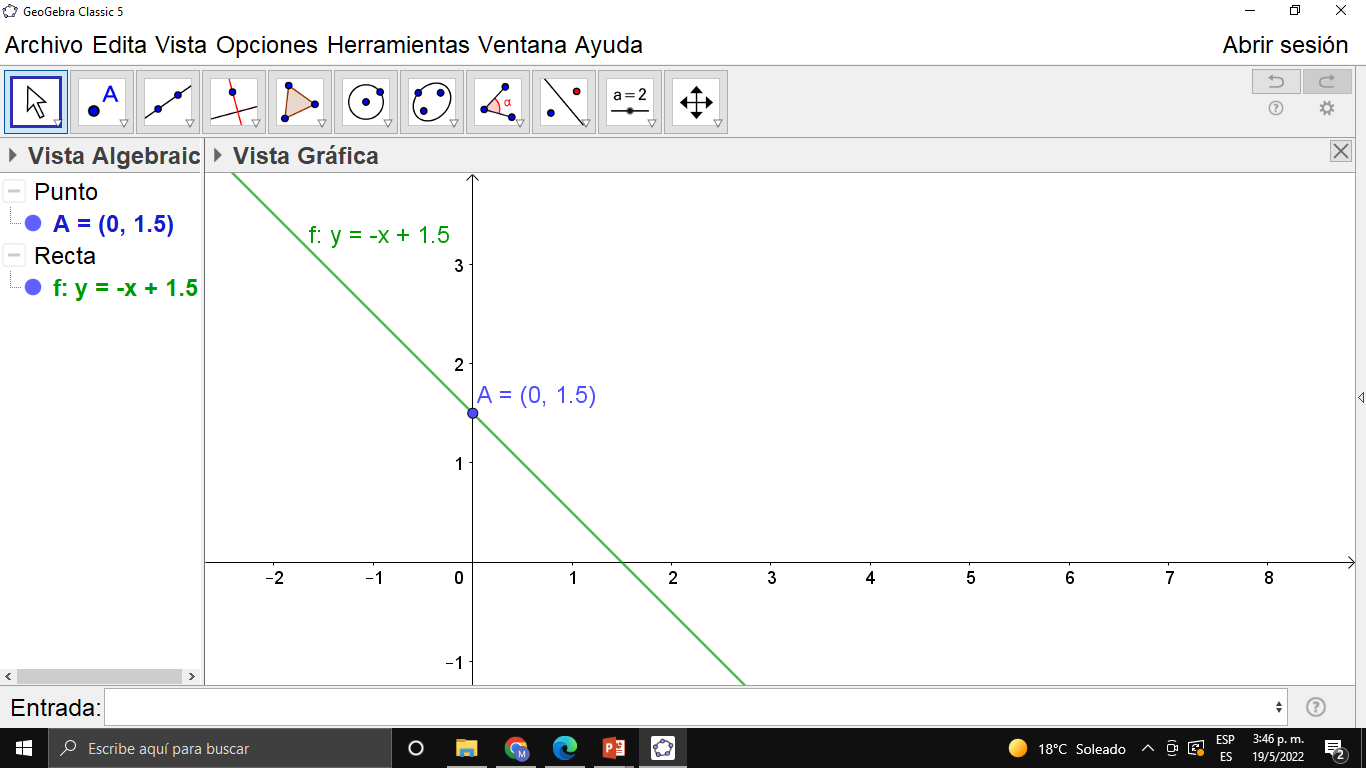 GeoGebra Classic 5
Archivo Edita Vista Opciones Herramientas Ventana Ayuda
Abrir sesión
A
α
a = 2
Vista Algebraic
Vista Gráfica
Punto
A = (0, 1.5)
Recta
f: y = -x + 1.5
f: y = -x + 1.5
3
2
A = (0, 1.5)
1
−2 −1 0 1 2 3 4 5 6 7 8
−1
Entrada:
Escribe aquí para buscar
M
P
18°C Soleado
ESP
ES
3:46 p. m.
19/5/2022
2